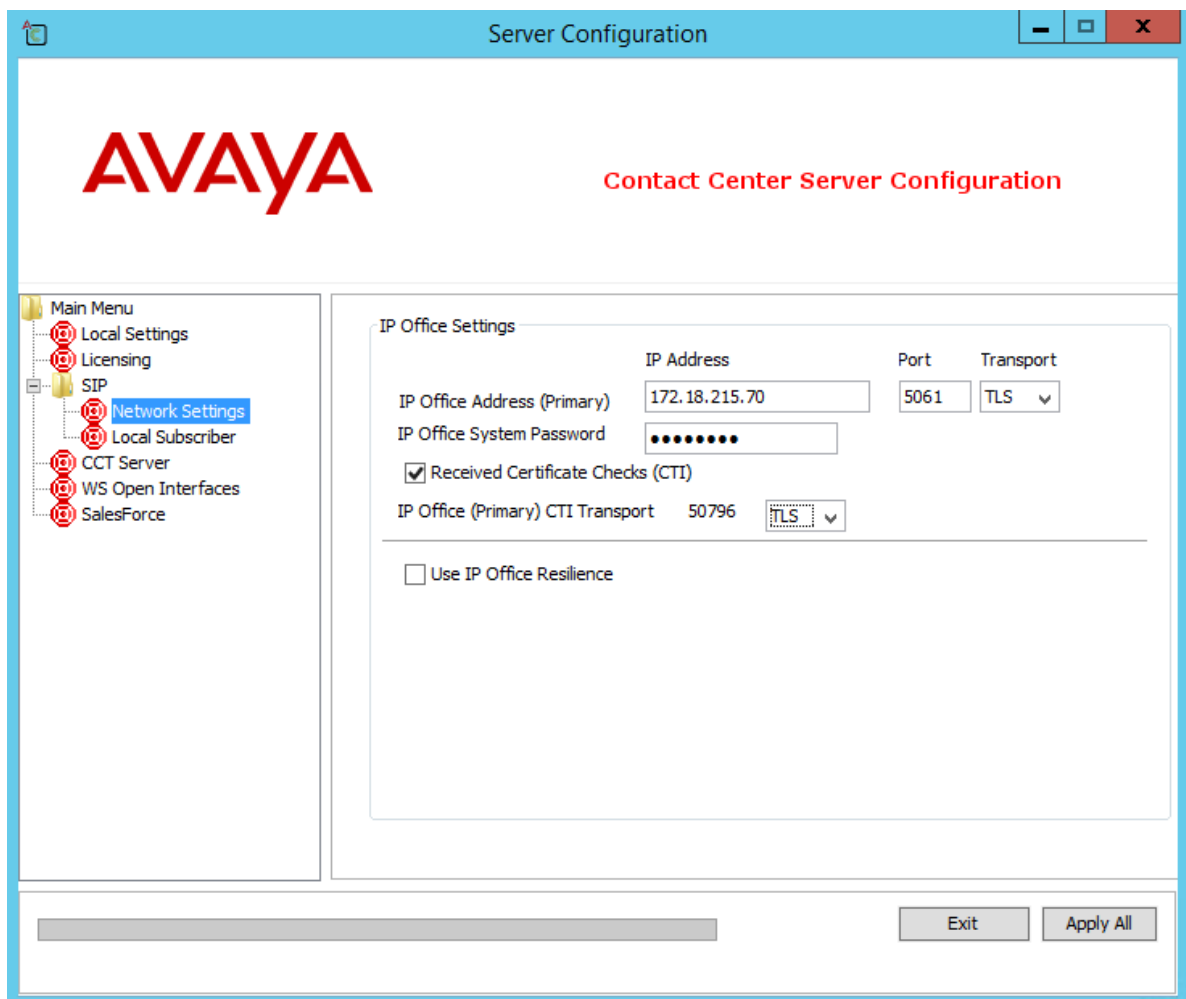 Server Configuration
AVAYA
Contact Center Server Configuration
Main Menu
Local Settings
Licensing
SIP
Network Settings
Local Subscriber
CCT Server
WS Open Interfaces
SalesForce
IP Office Settings
IP Address Port Transport
IP Office Address (Primary) 172.18.215.70 5061 TLS
IP Office System Password ●●●●●●●●
Received Certificate Checks (CTI)
IP Office (Primary) CTI Transport 50796 TLS
Use IP Office Resilience
Exit Apply All